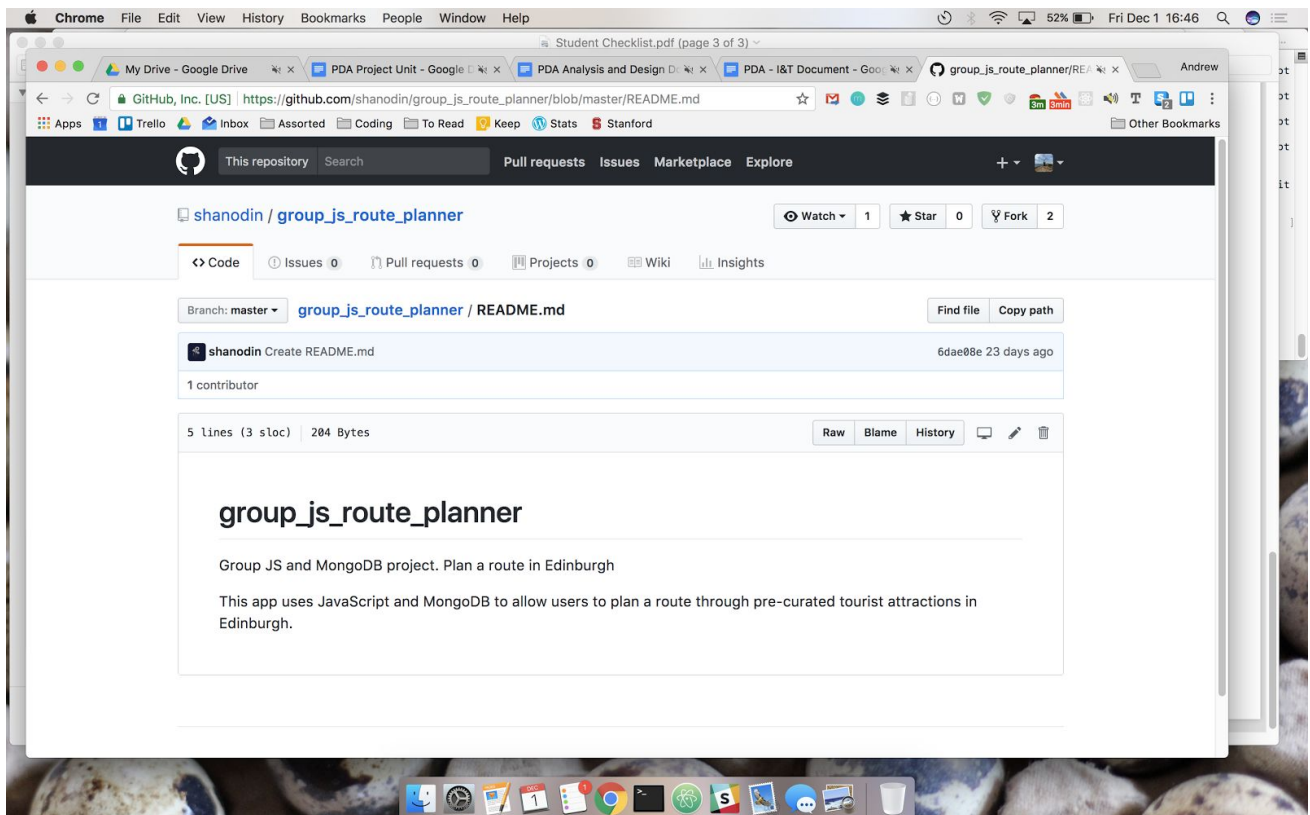 Chrome File Edit View History Bookmarks People Window Help 52% Fri Dec 1 16:46
Student Checklist.pdf (page 3 of 3)
My Drive - Google Drive PDA Project Unit - Google D PDA Analysis and Design Do PDA - I&T Document - Goog group_js_route_planner/REA Andrew
GitHub, Inc. [US] https://github.com/shanodin/group_js_route_planner/blob/master/README.md 3m 3min
Apps Trello Inbox Assorted Coding To Read Keep Stats Stanford Other Bookmarks
This repository Search Pull requests Issues Marketplace Explore
shanodin / group_js_route_planner Watch 1 Star 0 Fork 2
Code Issues 0 Pull requests 0 Projects 0 Wiki Insights
Branch: master group_js_route_planner / README.md Find file Copy path
shanodin Create README.md 6dae08e 23 days ago
1 contributor
5 lines (3 sloc) 204 Bytes Raw Blame History
group_js_route_planner
Group JS and MongoDB project. Plan a route in Edinburgh
This app uses JavaScript and MongoDB to allow users to plan a route through pre-curated tourist attractions in
Edinburgh.